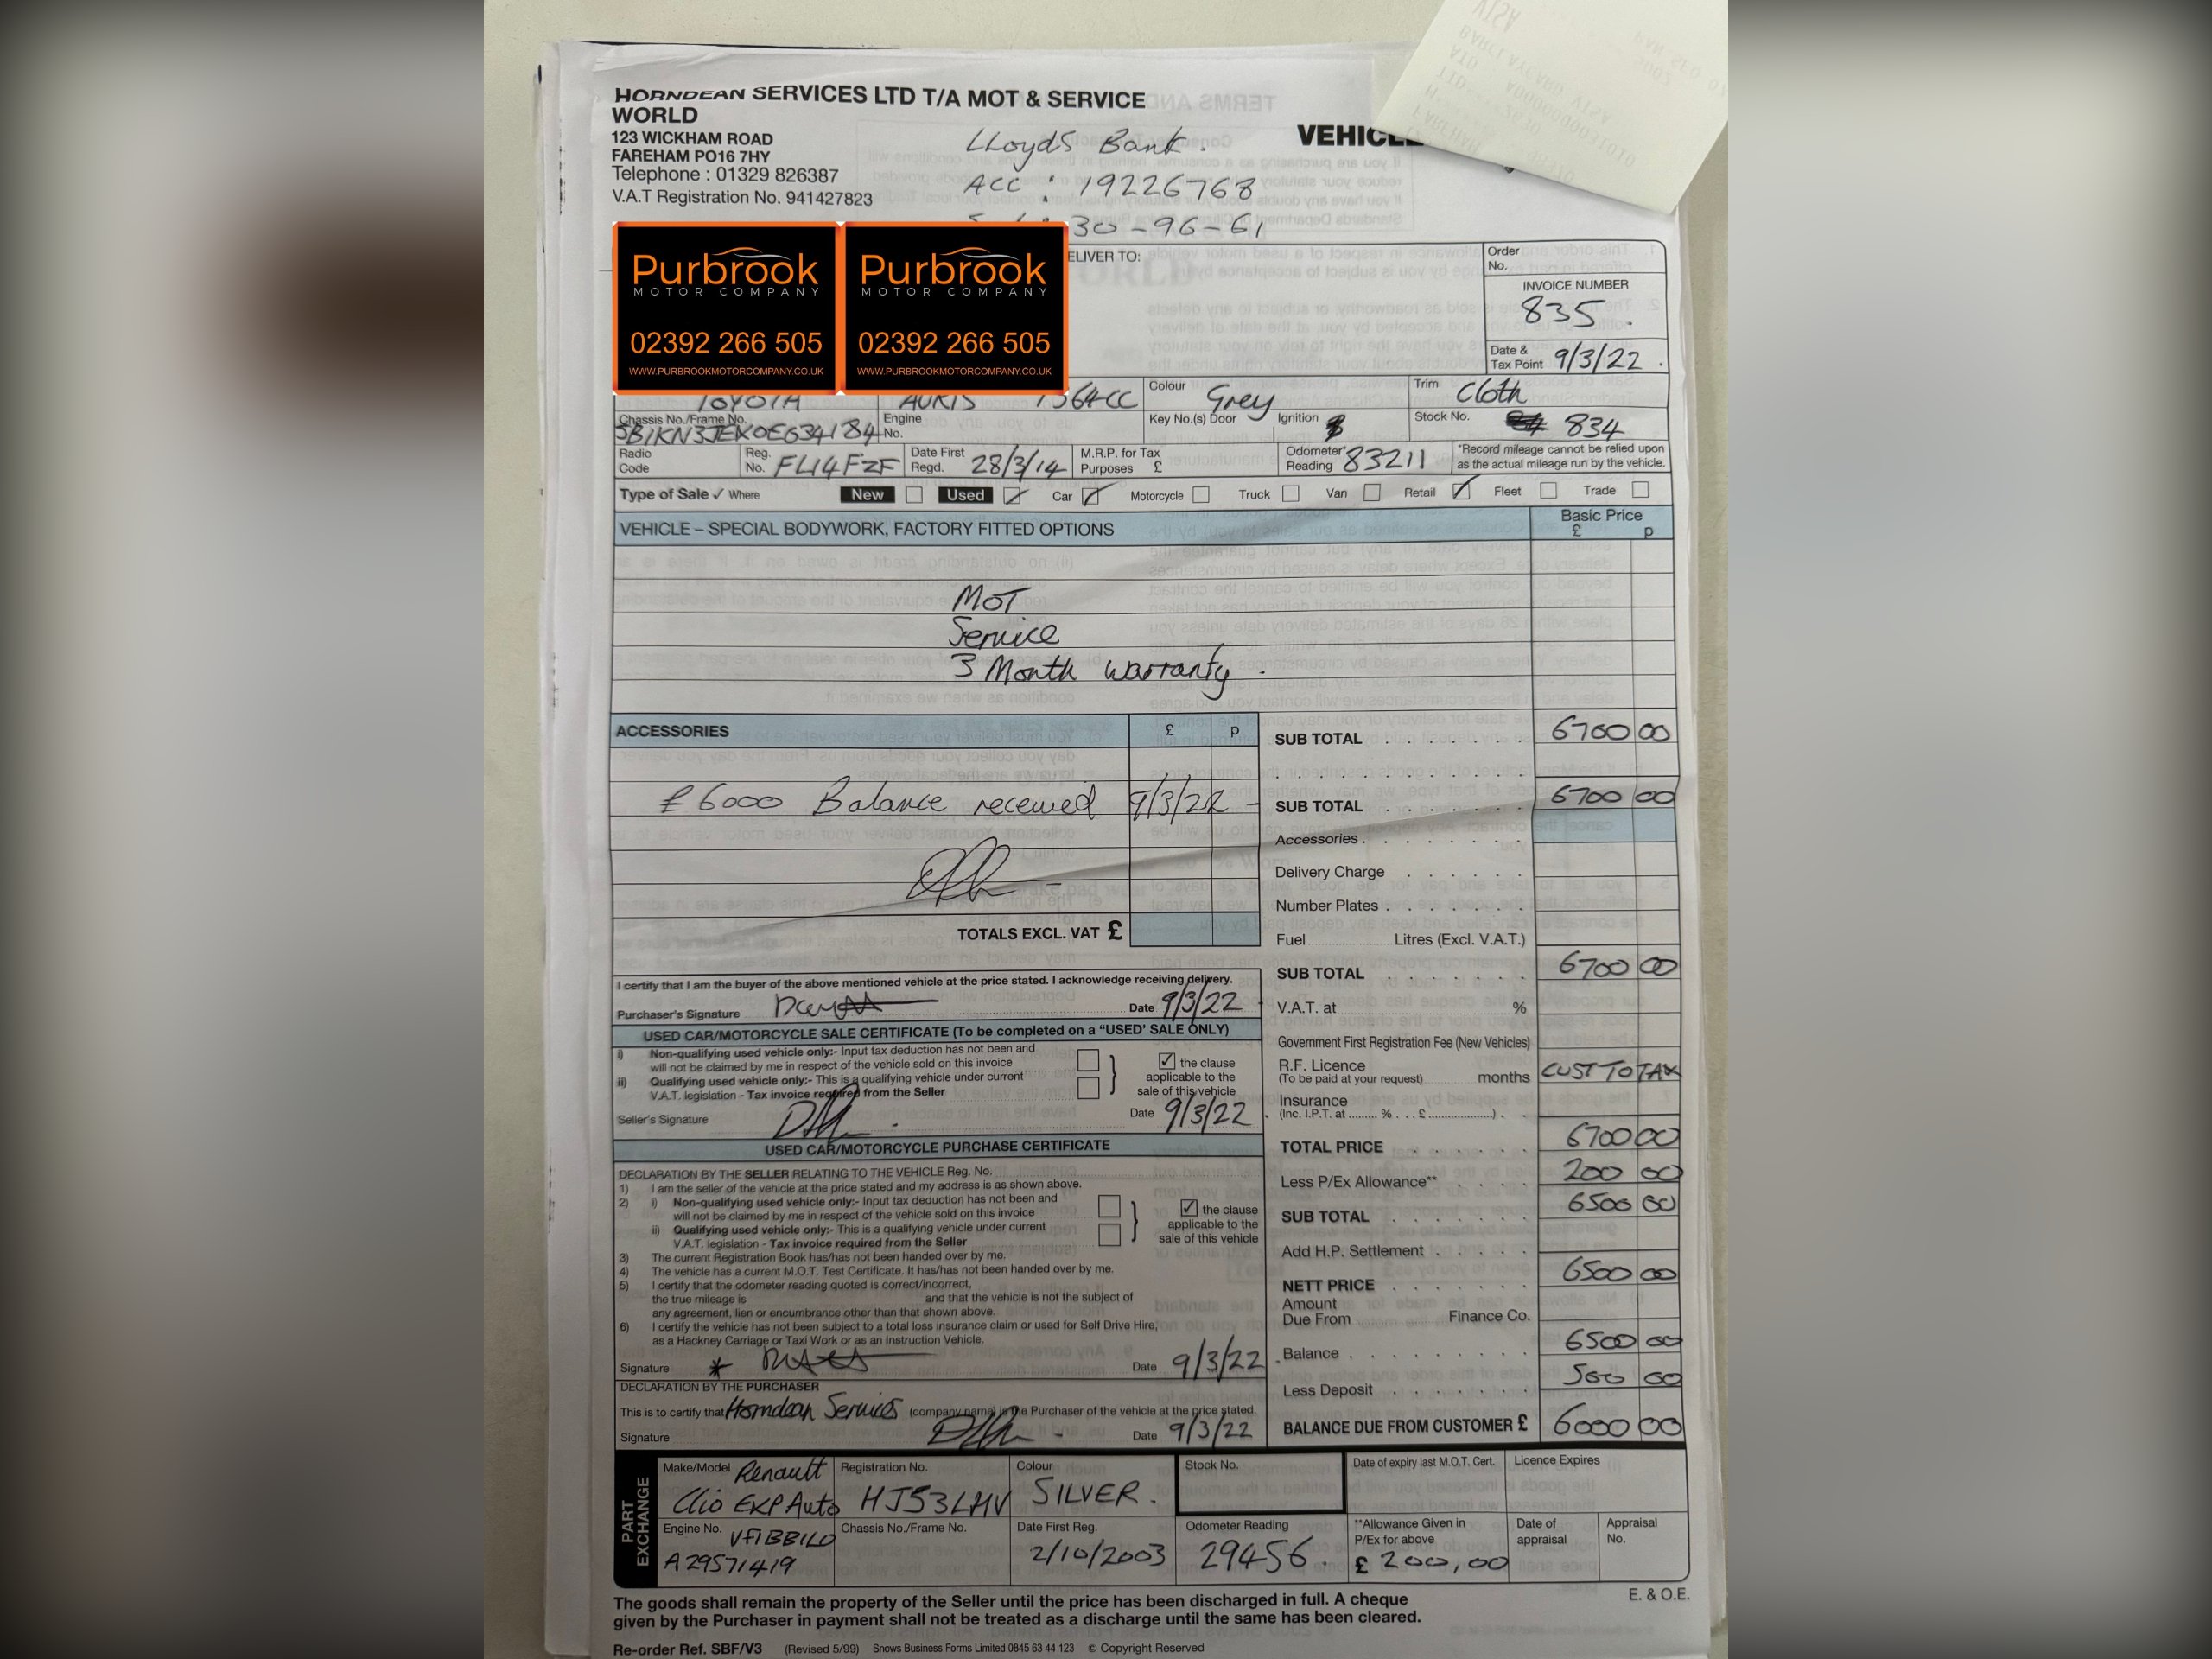 HORNDEAN SERVICES LTD T/A MOT & SERVICE
WORLD
123 WICKHAM ROAD
FAREHAM PO16 7HY
Telephone : 01329 826387
V.A.T Registration No. 941427823
LLoyds Bank.
Acc : 19226768
30-96-61
VEHICLE
VISA
BARCLAYCARD VISA
Purbrook
MOTOR COMPANY
02392 266 505
WWW.PURBROOKMOTORCOMPANY.CO.UK
Purbrook
MOTOR COMPANY
02392 266 505
WWW.PURBROOKMOTORCOMPANY.CO.UK
ELIVER TO:
Order
No.
INVOICE NUMBER
835.
Date &
Tax Point 9/3/22.
TOYOTA AURIS 1364CC Colour Grey Trim Cloth
Chassis No./Frame No. SB1KN3JEX0E634184 Engine No. Key No.(s) Door Ignition Stock No. 834
Radio Code Reg. No. FL14FZF Date First Regd. 28/3/14 M.R.P. for Tax Purposes £ Odometer* Reading 83211 *Record mileage cannot be relied upon as the actual mileage run by the vehicle.
Type of Sale ✓ Where New Used Car Motorcycle Truck Van Retail Fleet Trade
VEHICLE – SPECIAL BODYWORK, FACTORY FITTED OPTIONS Basic Price
£ p
MOT
Service
3 Month warranty.
ACCESSORIES £ p
£6000 Balance received 9/3/22
TOTALS EXCL. VAT £
SUB TOTAL 6700 00
SUB TOTAL 6700 00
Accessories
Delivery Charge
Number Plates
Fuel Litres (Excl. V.A.T.)
SUB TOTAL 6700 00
V.A.T. at %
Government First Registration Fee (New Vehicles)
R.F. Licence
(To be paid at your request) months CUST TO TAX
Insurance
(Inc. I.P.T. at ......... % . . . £ .................) . .
TOTAL PRICE 6700 00
Less P/Ex Allowance** 200 00
SUB TOTAL 6500 00
Add H.P. Settlement
NETT PRICE 6500 00
Amount
Due From Finance Co.
Balance 6500 00
Less Deposit 500 00
BALANCE DUE FROM CUSTOMER £ 6000 00
I certify that I am the buyer of the above mentioned vehicle at the price stated. I acknowledge receiving delivery.
Purchaser's Signature Date 9/3/22
USED CAR/MOTORCYCLE SALE CERTIFICATE (To be completed on a “USED’ SALE ONLY)
i) Non-qualifying used vehicle only:- Input tax deduction has not been and
will not be claimed by me in respect of the vehicle sold on this invoice
ii) Qualifying used vehicle only:- This is a qualifying vehicle under current
V.A.T. legislation - Tax invoice required from the Seller
the clause
applicable to the
sale of this vehicle
Seller's Signature Date 9/3/22
USED CAR/MOTORCYCLE PURCHASE CERTIFICATE
DECLARATION BY THE SELLER RELATING TO THE VEHICLE Reg. No.
1) I am the seller of the vehicle at the price stated and my address is as shown above.
2) i) Non-qualifying used vehicle only:- Input tax deduction has not been and
will not be claimed by me in respect of the vehicle sold on this invoice
ii) Qualifying used vehicle only:- This is a qualifying vehicle under current
V.A.T. legislation - Tax invoice required from the Seller
the clause
applicable to the
sale of this vehicle
3) The current Registration Book has/has not been handed over by me.
4) The vehicle has a current M.O.T. Test Certificate. It has/has not been handed over by me.
5) I certify that the odometer reading quoted is correct/incorrect,
the true mileage is and that the vehicle is not the subject of
any agreement, lien or encumbrance other than that shown above.
6) I certify the vehicle has not been subject to a total loss insurance claim or used for Self Drive Hire,
as a Hackney Carriage or Taxi Work or as an Instruction Vehicle.
Signature * Date 9/3/22
DECLARATION BY THE PURCHASER
This is to certify that Horndean Services (company name) is the Purchaser of the vehicle at the price stated.
Signature Date 9/3/22
PART EXCHANGE
Make/Model Renault Clio EXP Auto Registration No. HJ53LHV Colour SILVER. Stock No. Date of expiry last M.O.T. Cert. Licence Expires
Engine No. VF1BB1L0 A29571419 Chassis No./Frame No. Date First Reg. 2/10/2003 Odometer Reading 29456. **Allowance Given in P/Ex for above £ 200,00 Date of appraisal Appraisal No.
The goods shall remain the property of the Seller until the price has been discharged in full. A cheque
given by the Purchaser in payment shall not be treated as a discharge until the same has been cleared.
E. & O.E.
Re-order Ref. SBF/V3 (Revised 5/99) Snows Business Forms Limited 0845 63 44 123 © Copyright Reserved